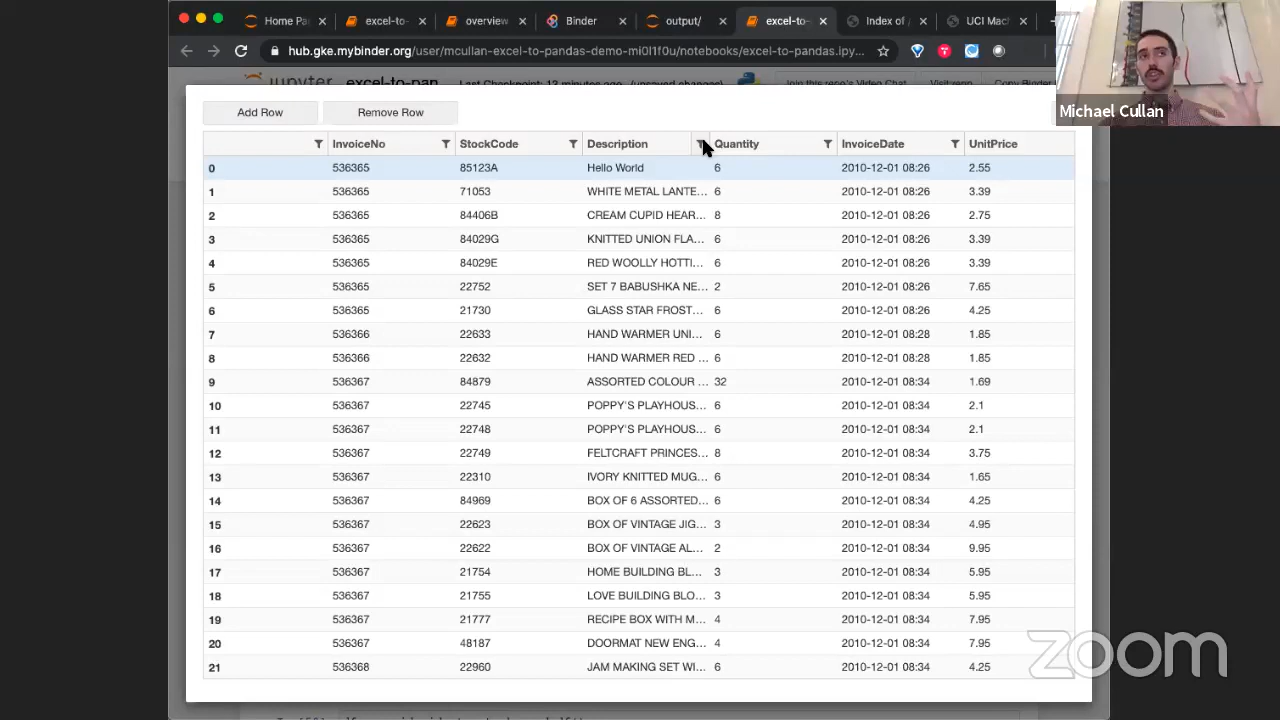 Home Pa
excel-to-
overview
Binder
output/
excel-to-
Index of /
UCI Mac
hub.gke.mybinder.org/user/mcullan-excel-to-pandas-demo-mi0l1f0u/notebooks/excel-to-pandas.ipy...
Michael Cullan
Add Row Remove Row
InvoiceNo StockCode Description Quantity InvoiceDate UnitPrice
0 536365 85123A Hello World 6 2010-12-01 08:26 2.55
1 536365 71053 WHITE METAL LANTE... 6 2010-12-01 08:26 3.39
2 536365 84406B CREAM CUPID HEAR... 8 2010-12-01 08:26 2.75
3 536365 84029G KNITTED UNION FLA... 6 2010-12-01 08:26 3.39
4 536365 84029E RED WOOLLY HOTTI... 6 2010-12-01 08:26 3.39
5 536365 22752 SET 7 BABUSHKA NE... 2 2010-12-01 08:26 7.65
6 536365 21730 GLASS STAR FROST... 6 2010-12-01 08:26 4.25
7 536366 22633 HAND WARMER UNI... 6 2010-12-01 08:28 1.85
8 536366 22632 HAND WARMER RED ... 6 2010-12-01 08:28 1.85
9 536367 84879 ASSORTED COLOUR ... 32 2010-12-01 08:34 1.69
10 536367 22745 POPPY'S PLAYHOUS... 6 2010-12-01 08:34 2.1
11 536367 22748 POPPY'S PLAYHOUS... 6 2010-12-01 08:34 2.1
12 536367 22749 FELTCRAFT PRINCES... 8 2010-12-01 08:34 3.75
13 536367 22310 IVORY KNITTED MUG... 6 2010-12-01 08:34 1.65
14 536367 84969 BOX OF 6 ASSORTED... 6 2010-12-01 08:34 4.25
15 536367 22623 BOX OF VINTAGE JIG... 3 2010-12-01 08:34 4.95
16 536367 22622 BOX OF VINTAGE AL... 2 2010-12-01 08:34 9.95
17 536367 21754 HOME BUILDING BL... 3 2010-12-01 08:34 5.95
18 536367 21755 LOVE BUILDING BLO... 3 2010-12-01 08:34 5.95
19 536367 21777 RECIPE BOX WITH M... 4 2010-12-01 08:34 7.95
20 536367 48187 DOORMAT NEW ENG... 4 2010-12-01 08:34 7.95
21 536368 22960 JAM MAKING SET WI... 6 2010-12-01 08:34 4.25
zoom